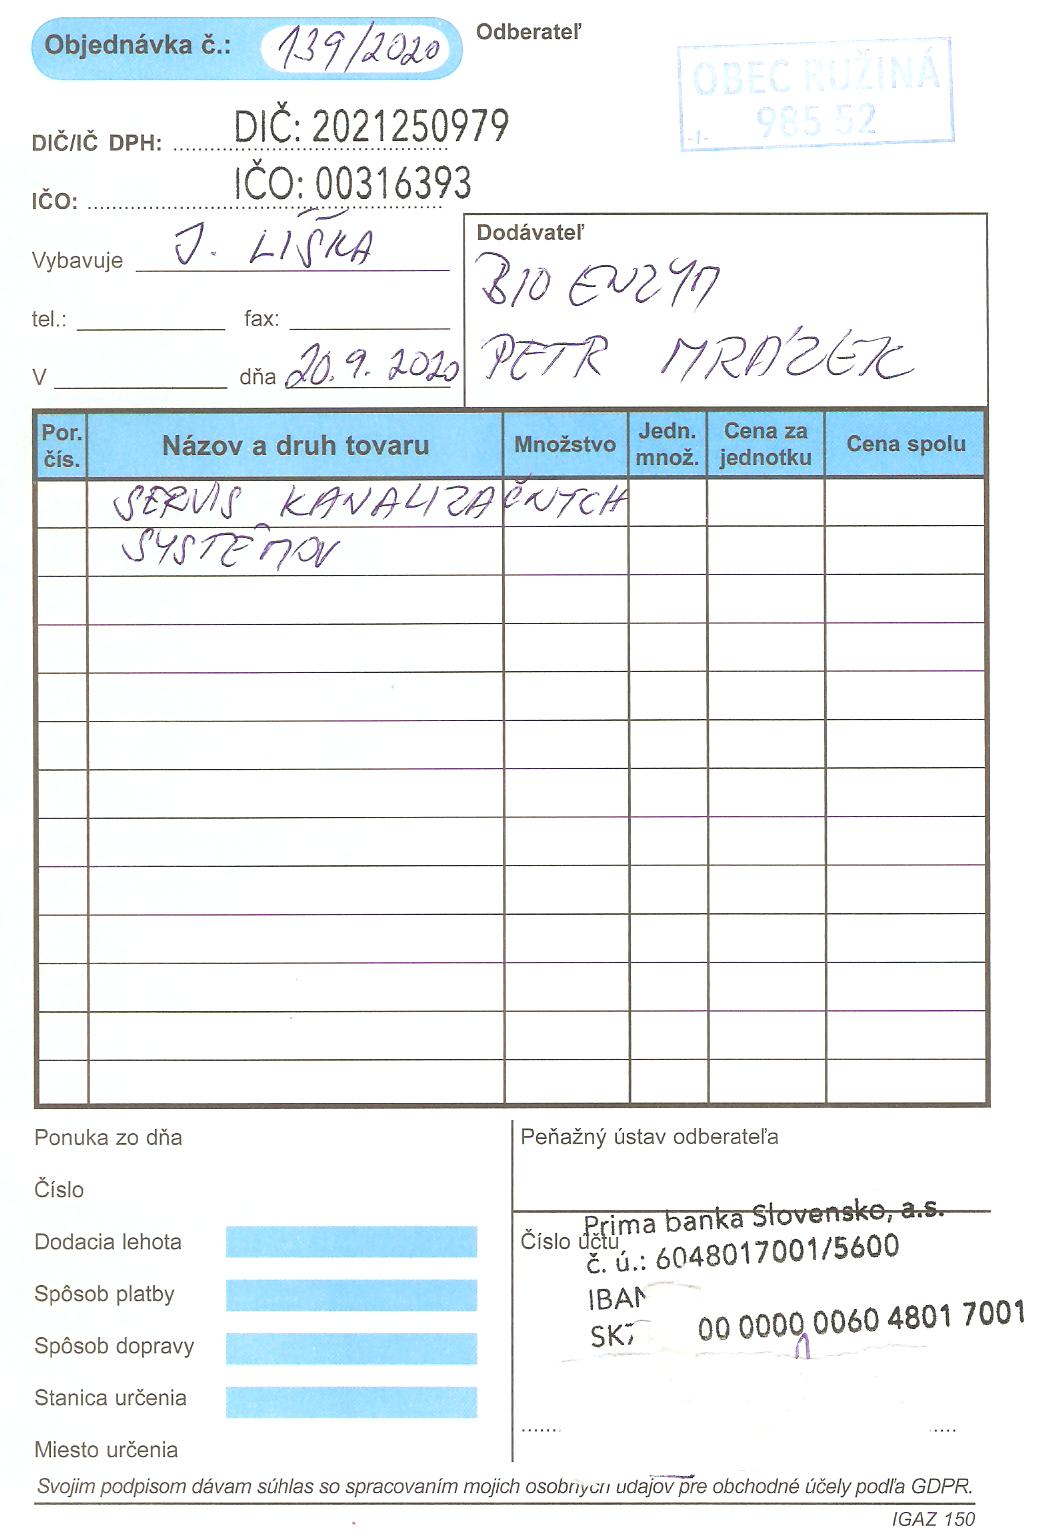 Objednávka č.: 139/2020
Odberateľ
OBEC RUŽINÁ
985 52
-1-
DIČ/IČ DPH: DIČ: 2021250979
IČO: IČO: 00316393
Vybavuje J. LIŠKA
tel.: fax:
V dňa 20.9.2020
Dodávateľ
BIO ENZYM
PETR MRÁZEK
Por. čís. Názov a druh tovaru Množstvo Jedn. množ. Cena za jednotku Cena spolu
SERVIS KANALIZAČNYCH
SYSTÉMOV
Ponuka zo dňa
Číslo
Dodacia lehota
Spôsob platby
Spôsob dopravy
Stanica určenia
Miesto určenia
Peňažný ústav odberateľa
Prima banka Slovensko, a.s.
Číslo účtu
č. ú.: 6048017001/5600
IBAN
SK 00 0000 0060 4801 7001
Svojim podpisom dávam súhlas so spracovaním mojich osobných údajov pre obchodné účely podľa GDPR.
IGAZ 150